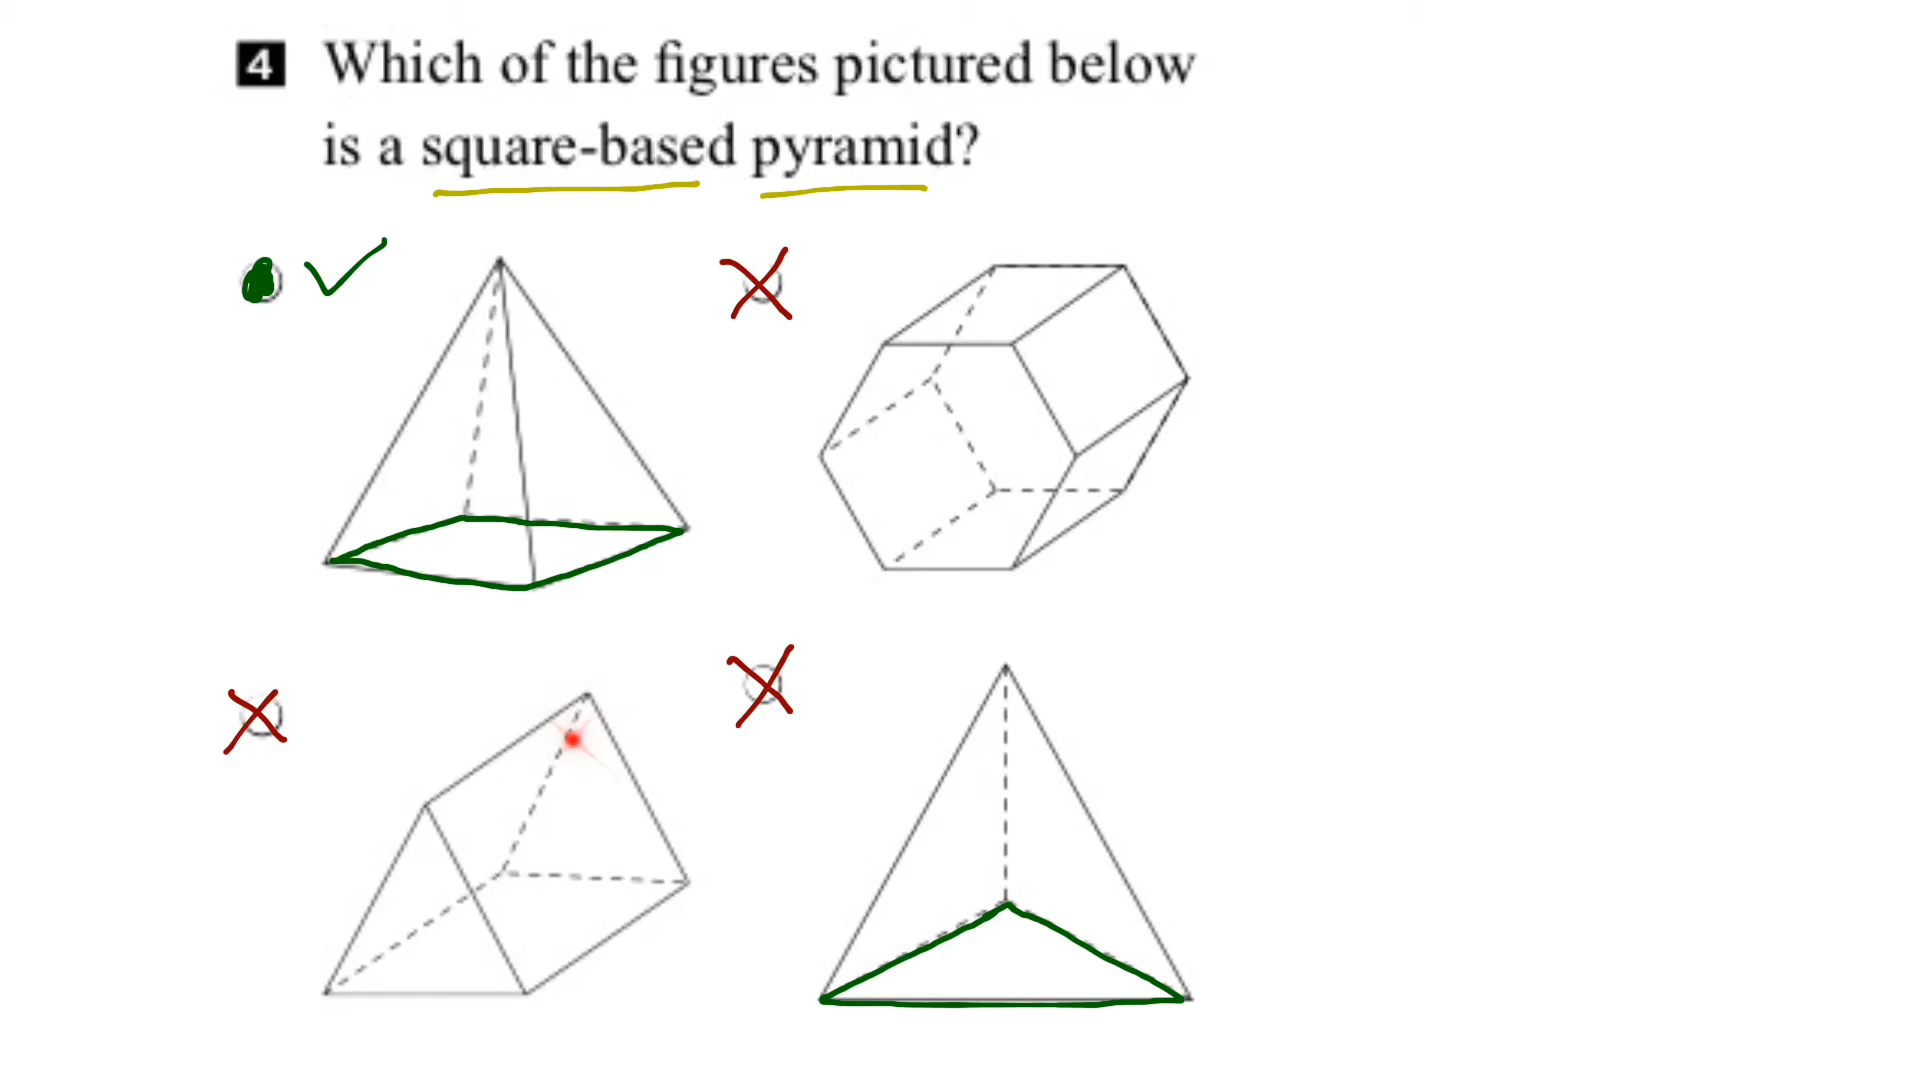 4 Which of the figures pictured below
is a square-based pyramid?